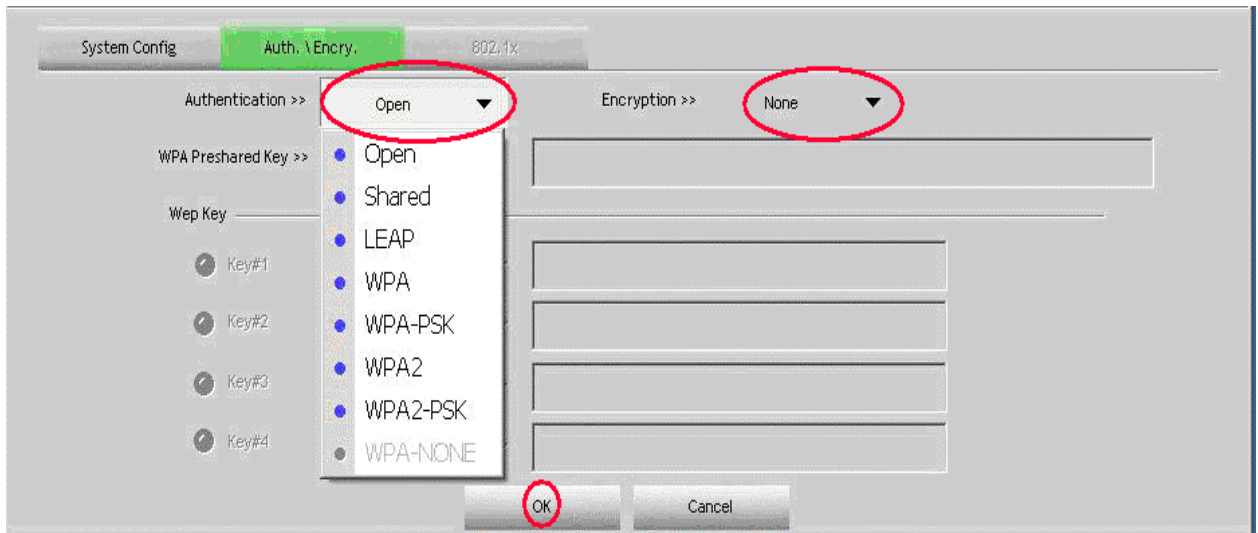 System Config Auth. \ Encry. 802.1x
Authentication >> Open Encryption >> None
WPA Preshared Key >>
Open
Shared
Wep Key
LEAP
Key#1
WPA
WPA-PSK
Key#2
WPA2
Key#3
WPA2-PSK
Key#4
WPA-NONE
OK Cancel